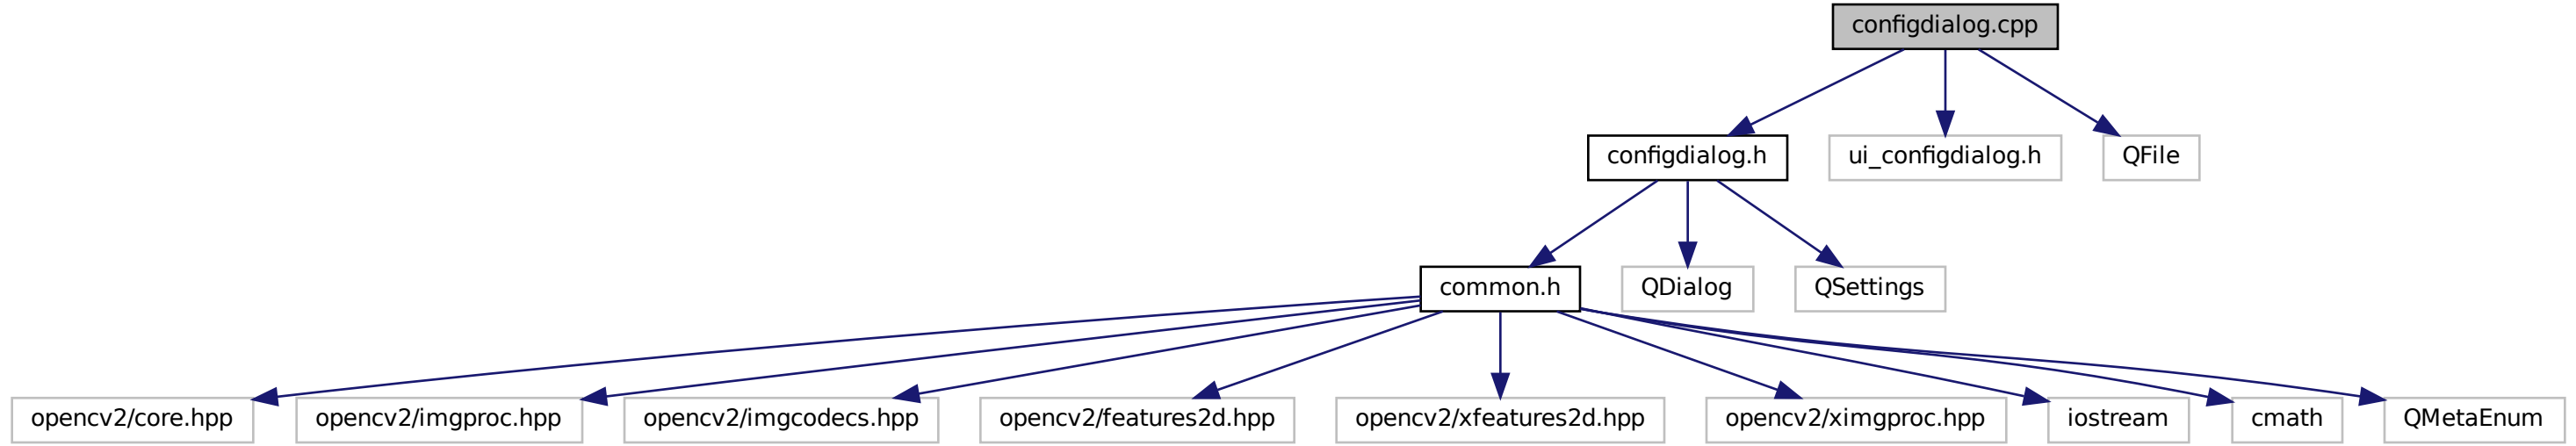 configdialog.cpp
configdialog.h
ui_configdialog.h
QFile
common.h
QDialog
QSettings
opencv2/core.hpp
opencv2/imgproc.hpp
opencv2/imgcodecs.hpp
opencv2/features2d.hpp
opencv2/xfeatures2d.hpp
opencv2/ximgproc.hpp
iostream
cmath
QMetaEnum